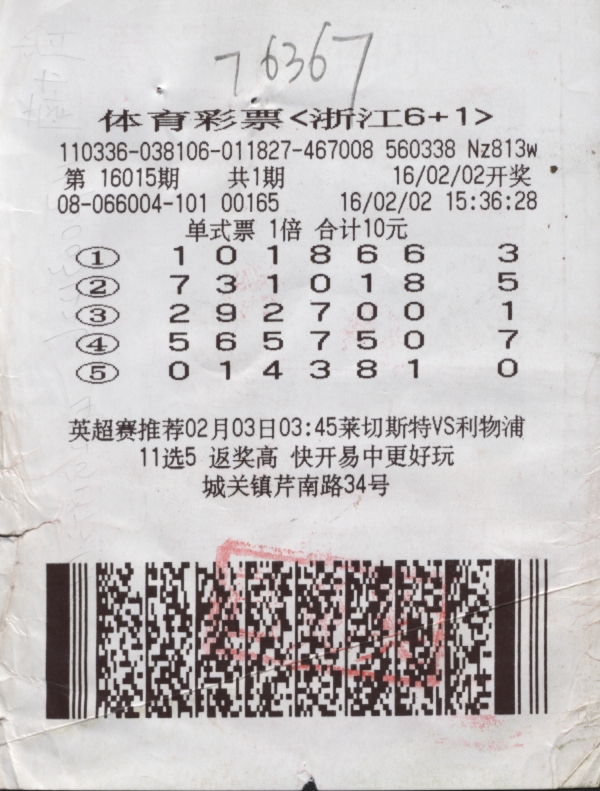 76367
体育彩票<浙江6+1>
110336-038106-011827-467008 560338 Nz813w
第 16015期 共1期 16/02/02开奖
08-066004-101 00165 16/02/02 15:36:28
单式票 1倍 合计10元
① 1 0 1 8 6 6 3
② 7 3 1 0 1 8 5
③ 2 9 2 7 0 0 1
④ 5 6 5 7 5 0 7
⑤ 0 1 4 3 8 1 0
英超赛推荐02月03日03:45莱切斯特VS利物浦
11选5 返奖高 快开易中更好玩
城关镇芹南路34号